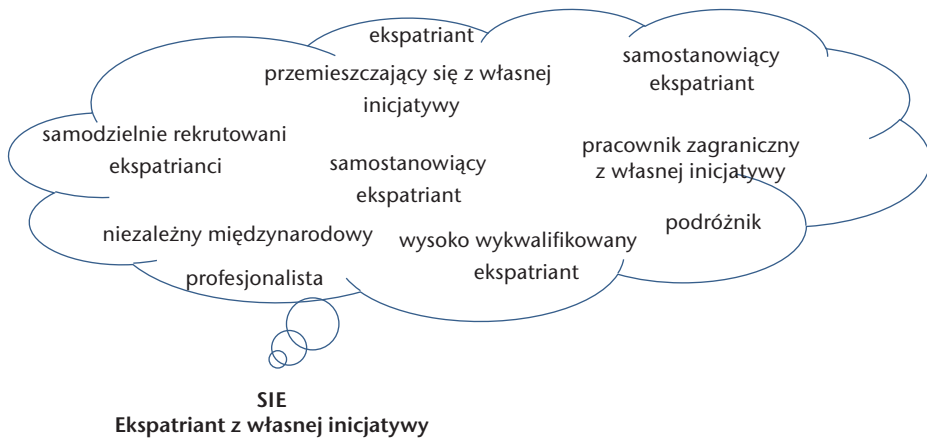 ekspatriant
przemieszczający się z własnej
inicjatywy
samostanowiący
ekspatriant
samodzielnie rekrutowani
ekspatrianci
samostanowiący
ekspatriant
pracownik zagraniczny
z własnej inicjatywy
niezależny międzynarodowy
profesjonalista
wysoko wykwalifikowany
ekspatriant
podróżnik
SIE
Ekspatriant z własnej inicjatywy